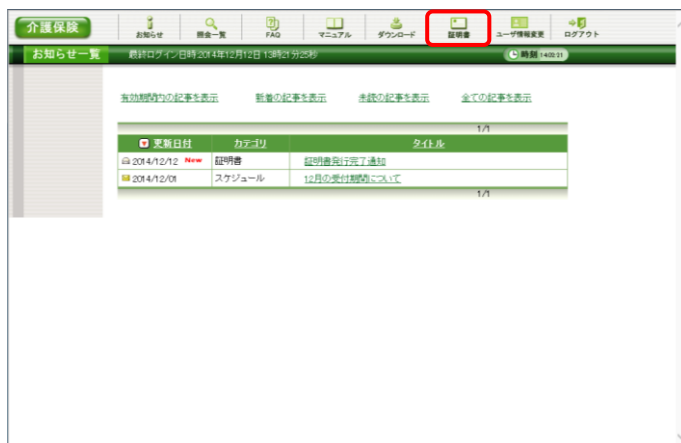 介護保険
お知らせ 照会一覧 FAQ マニュアル ダウンロード 証明書 ユーザ情報変更 ログアウト
お知らせ一覧 最終ログイン日時:2014年12月12日 13時21分25秒 時刻 14:03:21
有効期間内の記事を表示 新着の記事を表示 未読の記事を表示 全ての記事を表示
1/1
更新日付 カテゴリ タイトル
2014/12/12 New 証明書 証明書発行完了通知
2014/12/01 スケジュール 12月の受付期間について
1/1